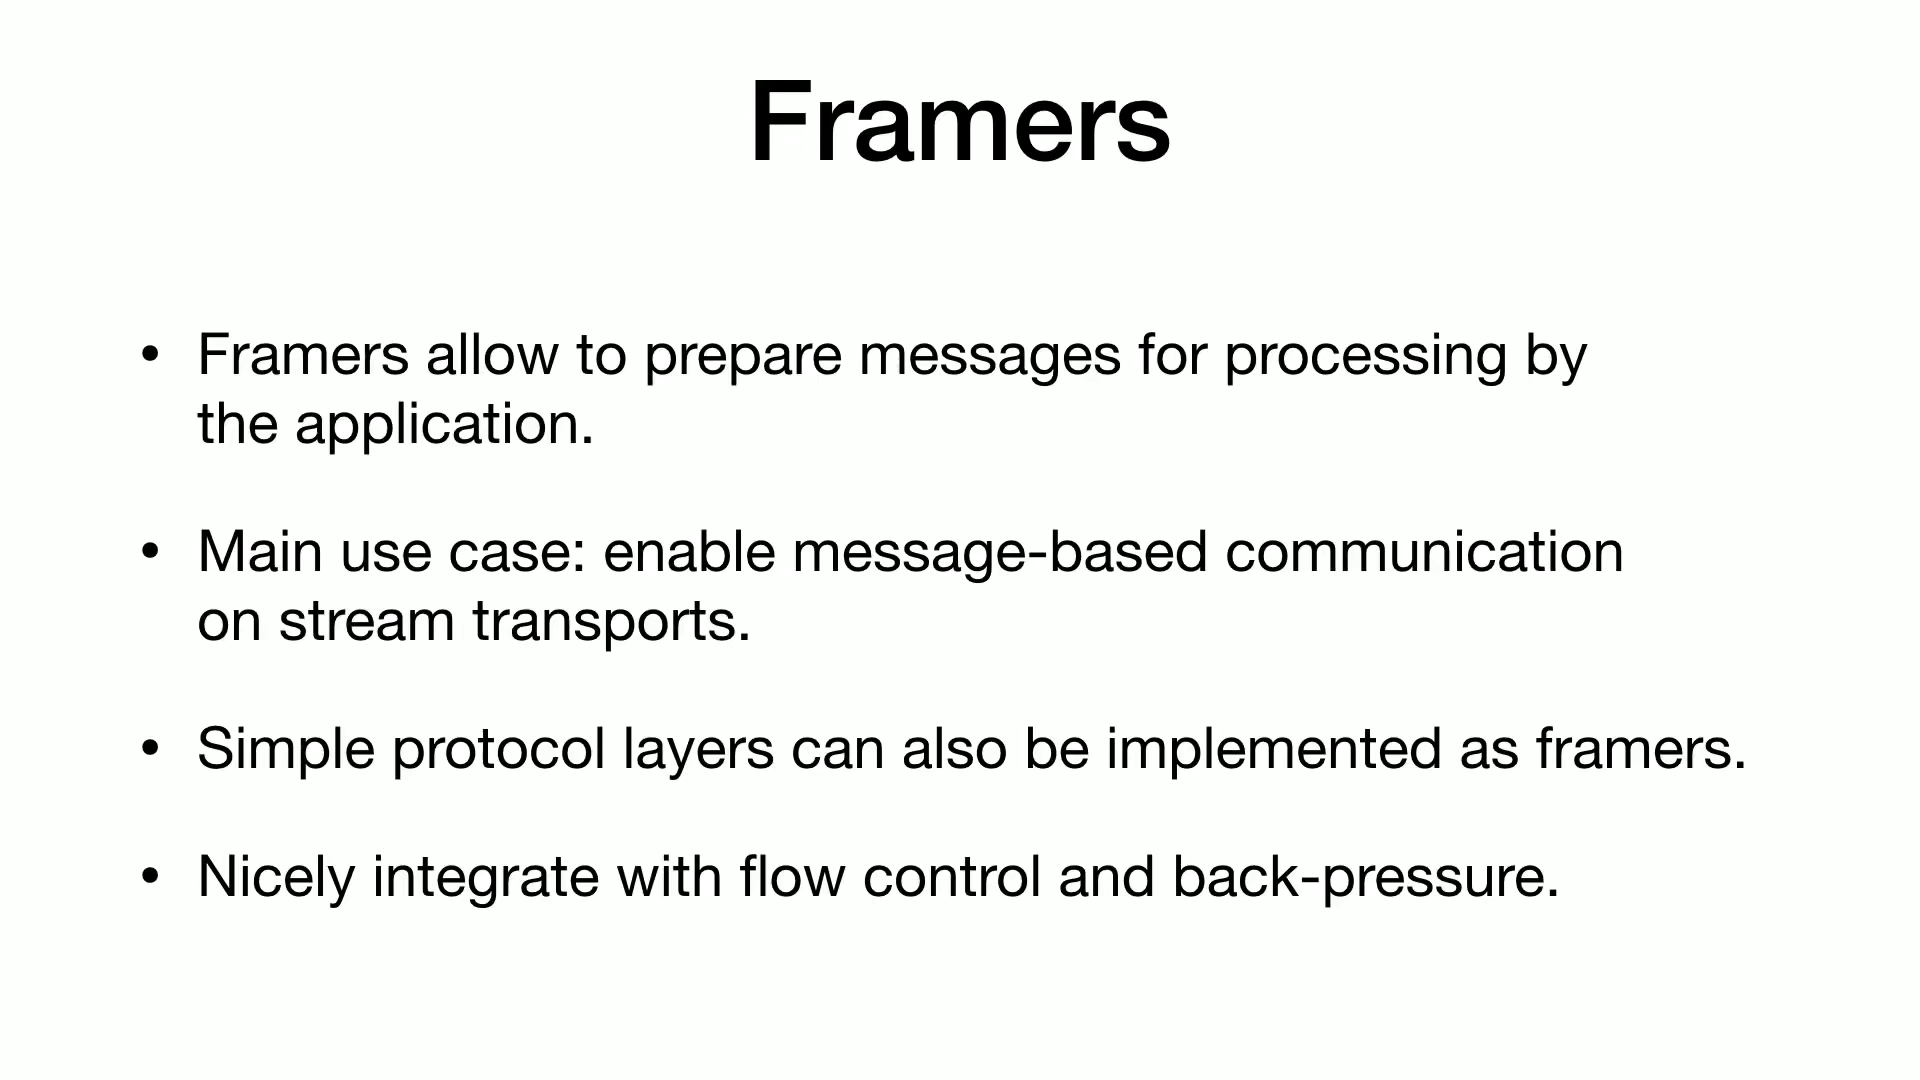 Framers
• Framers allow to prepare messages for processing by
the application.
• Main use case: enable message-based communication
on stream transports.
• Simple protocol layers can also be implemented as framers.
• Nicely integrate with flow control and back-pressure.